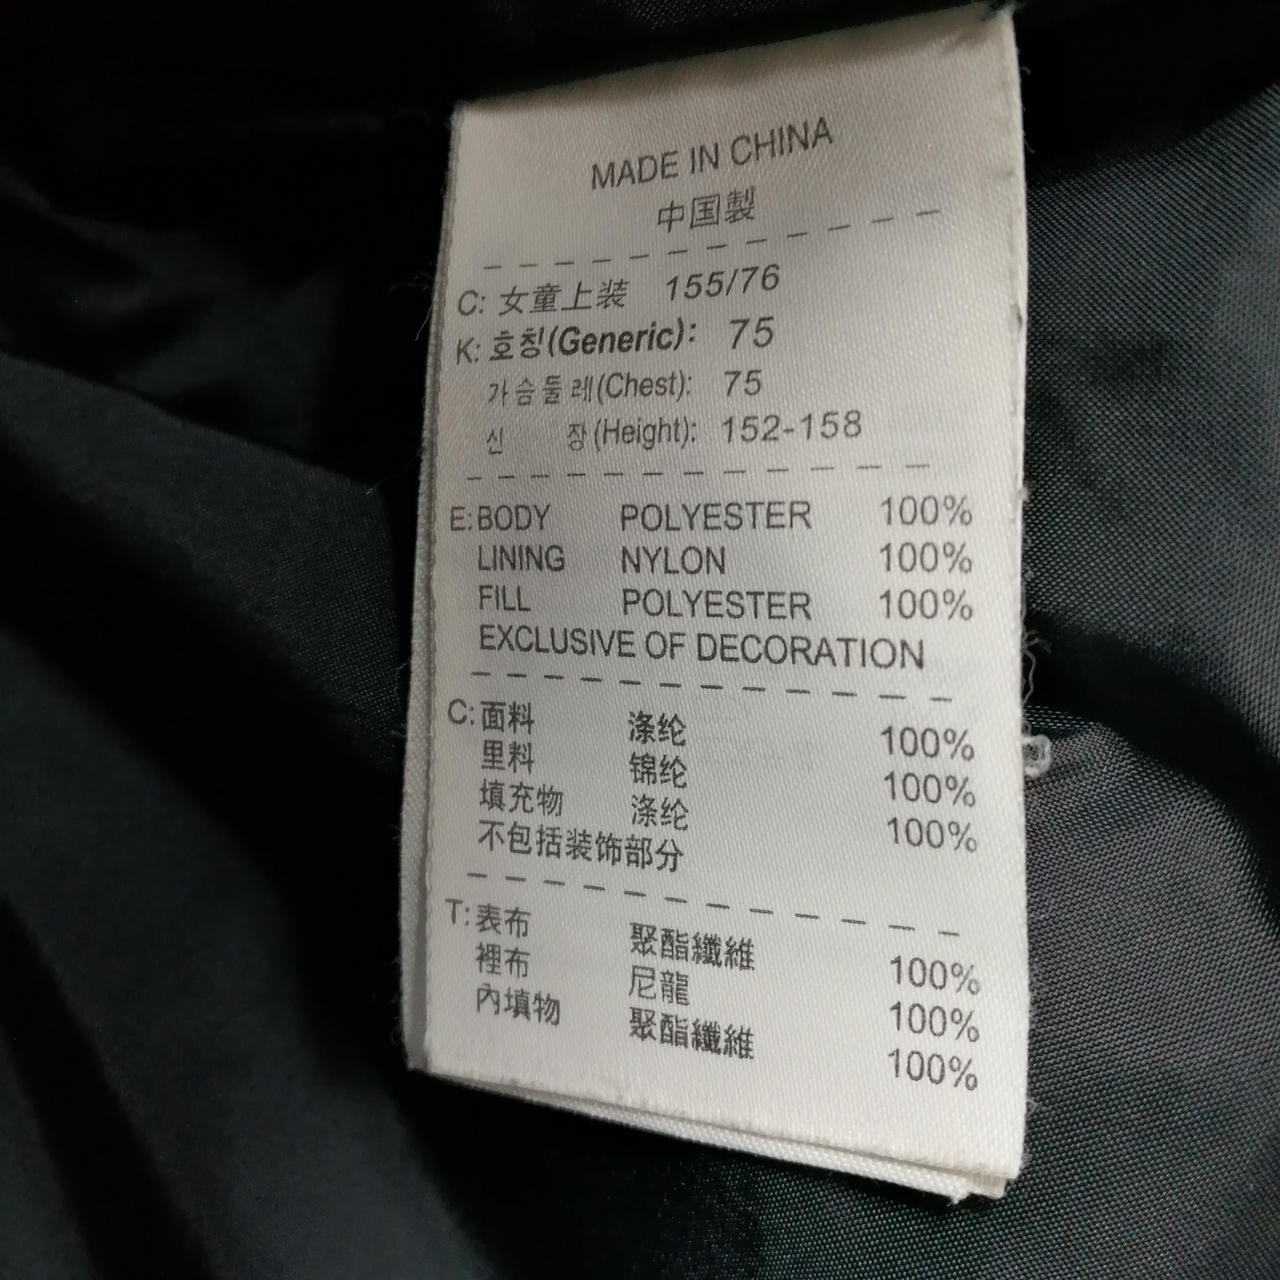 MADE IN CHINA
中国製
C: 女童上装 155/76
K: 호칭(Generic): 75
가슴둘레(Chest): 75
신 장(Height): 152-158
E: BODY POLYESTER 100%
LINING NYLON 100%
FILL POLYESTER 100%
EXCLUSIVE OF DECORATION
C: 面料 涤纶 100%
里料 锦纶 100%
填充物 涤纶 100%
不包括装饰部分
T: 表布 聚酯纖維 100%
裡布 尼龍 100%
內填物 聚酯纖維 100%